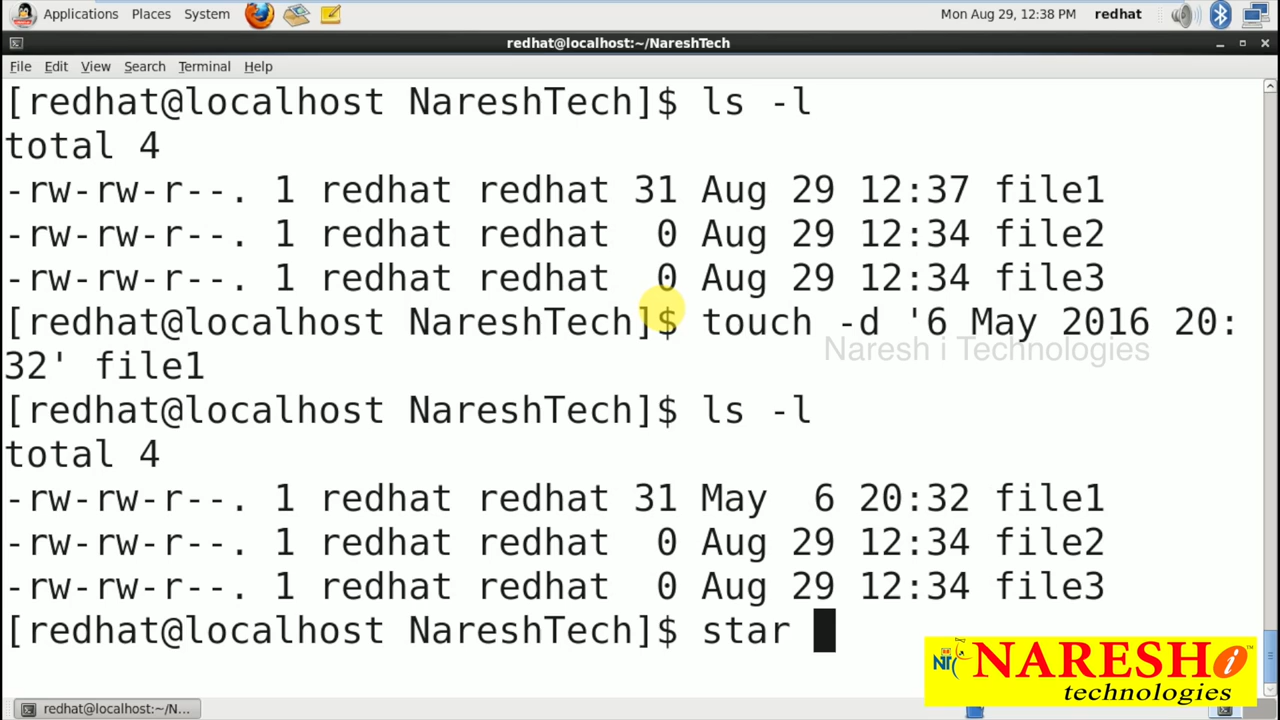 Applications Places System Mon Aug 29, 12:38 PM redhat
redhat@localhost:~/NareshTech
File Edit View Search Terminal Help
[redhat@localhost NareshTech]$ ls -l
total 4
-rw-rw-r--. 1 redhat redhat 31 Aug 29 12:37 file1
-rw-rw-r--. 1 redhat redhat  0 Aug 29 12:34 file2
-rw-rw-r--. 1 redhat redhat  0 Aug 29 12:34 file3
[redhat@localhost NareshTech]$ touch -d '6 May 2016 20:
32' file1
Naresh i Technologies
[redhat@localhost NareshTech]$ ls -l
total 4
-rw-rw-r--. 1 redhat redhat 31 May  6 20:32 file1
-rw-rw-r--. 1 redhat redhat  0 Aug 29 12:34 file2
-rw-rw-r--. 1 redhat redhat  0 Aug 29 12:34 file3
[redhat@localhost NareshTech]$ star
NARESH i
technologies
redhat@localhost:~/N...